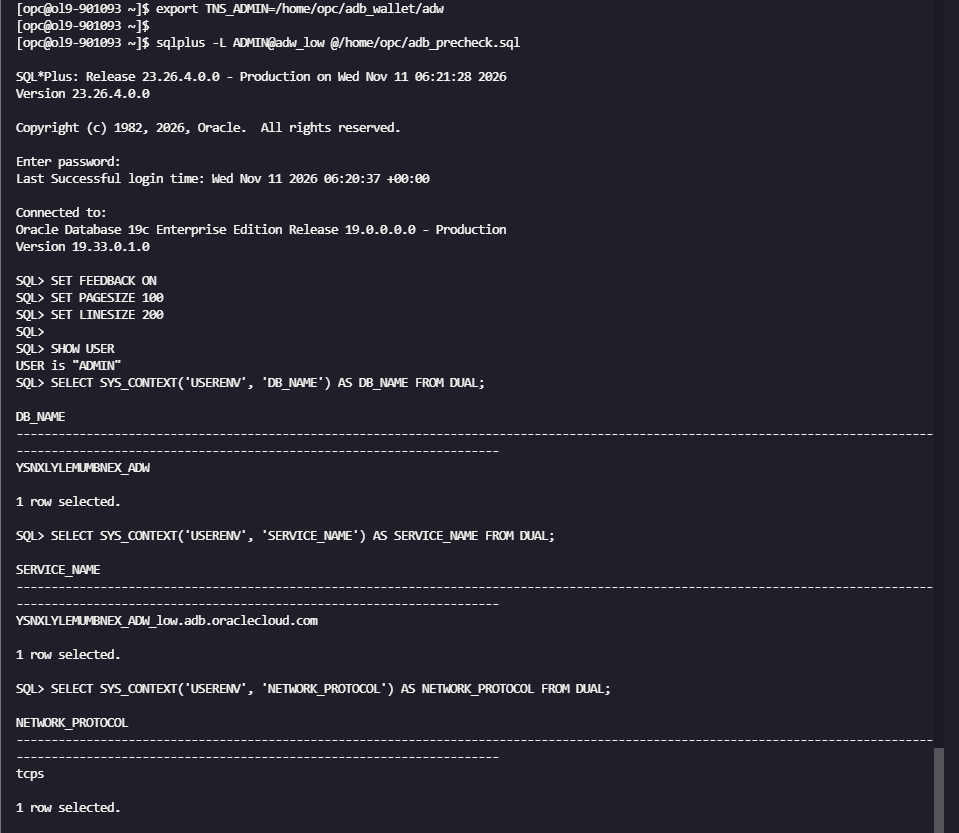 [opc@ol9-901093 ~]$ export TNS_ADMIN=/home/opc/adb_wallet/adw
[opc@ol9-901093 ~]$
[opc@ol9-901093 ~]$ sqlplus -L ADMIN@adw_low @/home/opc/adb_precheck.sql

SQL*Plus: Release 23.26.4.0.0 - Production on Wed Nov 11 06:21:28 2026
Version 23.26.4.0.0

Copyright (c) 1982, 2026, Oracle.  All rights reserved.

Enter password:
Last Successful login time: Wed Nov 11 2026 06:20:37 +00:00

Connected to:
Oracle Database 19c Enterprise Edition Release 19.0.0.0.0 - Production
Version 19.33.0.1.0

SQL> SET FEEDBACK ON
SQL> SET PAGESIZE 100
SQL> SET LINESIZE 200
SQL>
SQL> SHOW USER
USER is "ADMIN"
SQL> SELECT SYS_CONTEXT('USERENV', 'DB_NAME') AS DB_NAME FROM DUAL;

DB_NAME
-----------------------------------------------------------------------------------------------------------------------------------
---------------------------------------------------------------------
YSNXLYLEMUMBNEX_ADW

1 row selected.

SQL> SELECT SYS_CONTEXT('USERENV', 'SERVICE_NAME') AS SERVICE_NAME FROM DUAL;

SERVICE_NAME
-----------------------------------------------------------------------------------------------------------------------------------
---------------------------------------------------------------------
YSNXLYLEMUMBNEX_ADW_low.adb.oraclecloud.com

1 row selected.

SQL> SELECT SYS_CONTEXT('USERENV', 'NETWORK_PROTOCOL') AS NETWORK_PROTOCOL FROM DUAL;

NETWORK_PROTOCOL
-----------------------------------------------------------------------------------------------------------------------------------
---------------------------------------------------------------------
tcps

1 row selected.